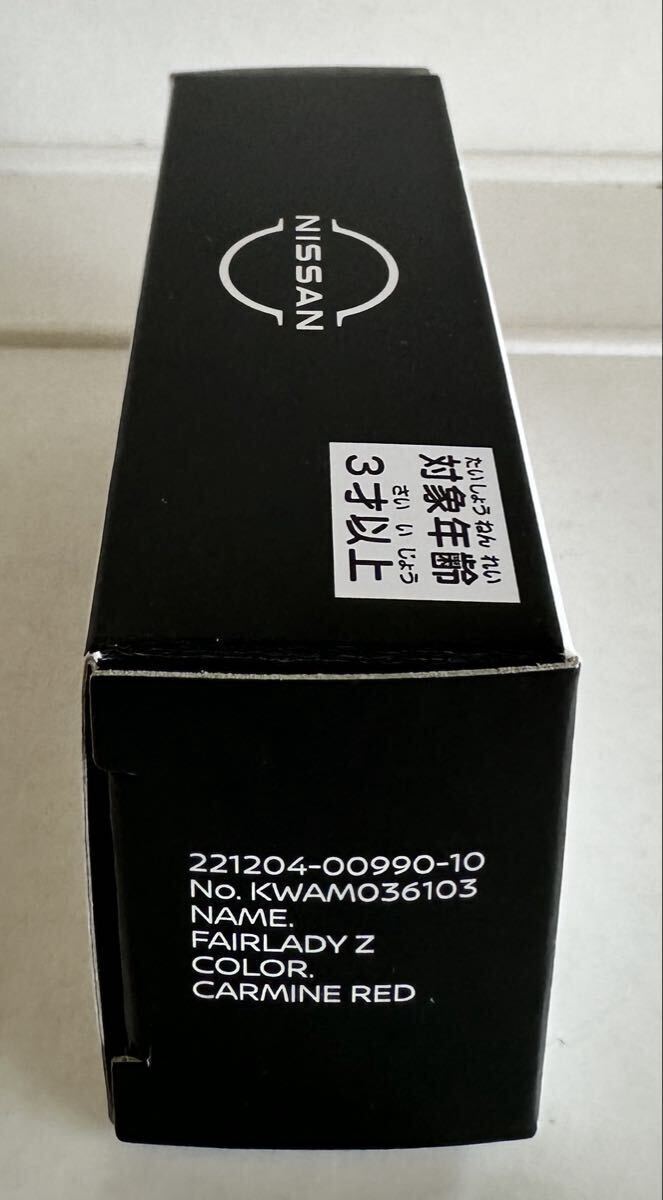 NISSAN
たいしょう ねん れい
対象年齢
さい い じょう
3才以上
221204-00990-10
No. KWAM036103
NAME.
FAIRLADY Z
COLOR.
CARMINE RED